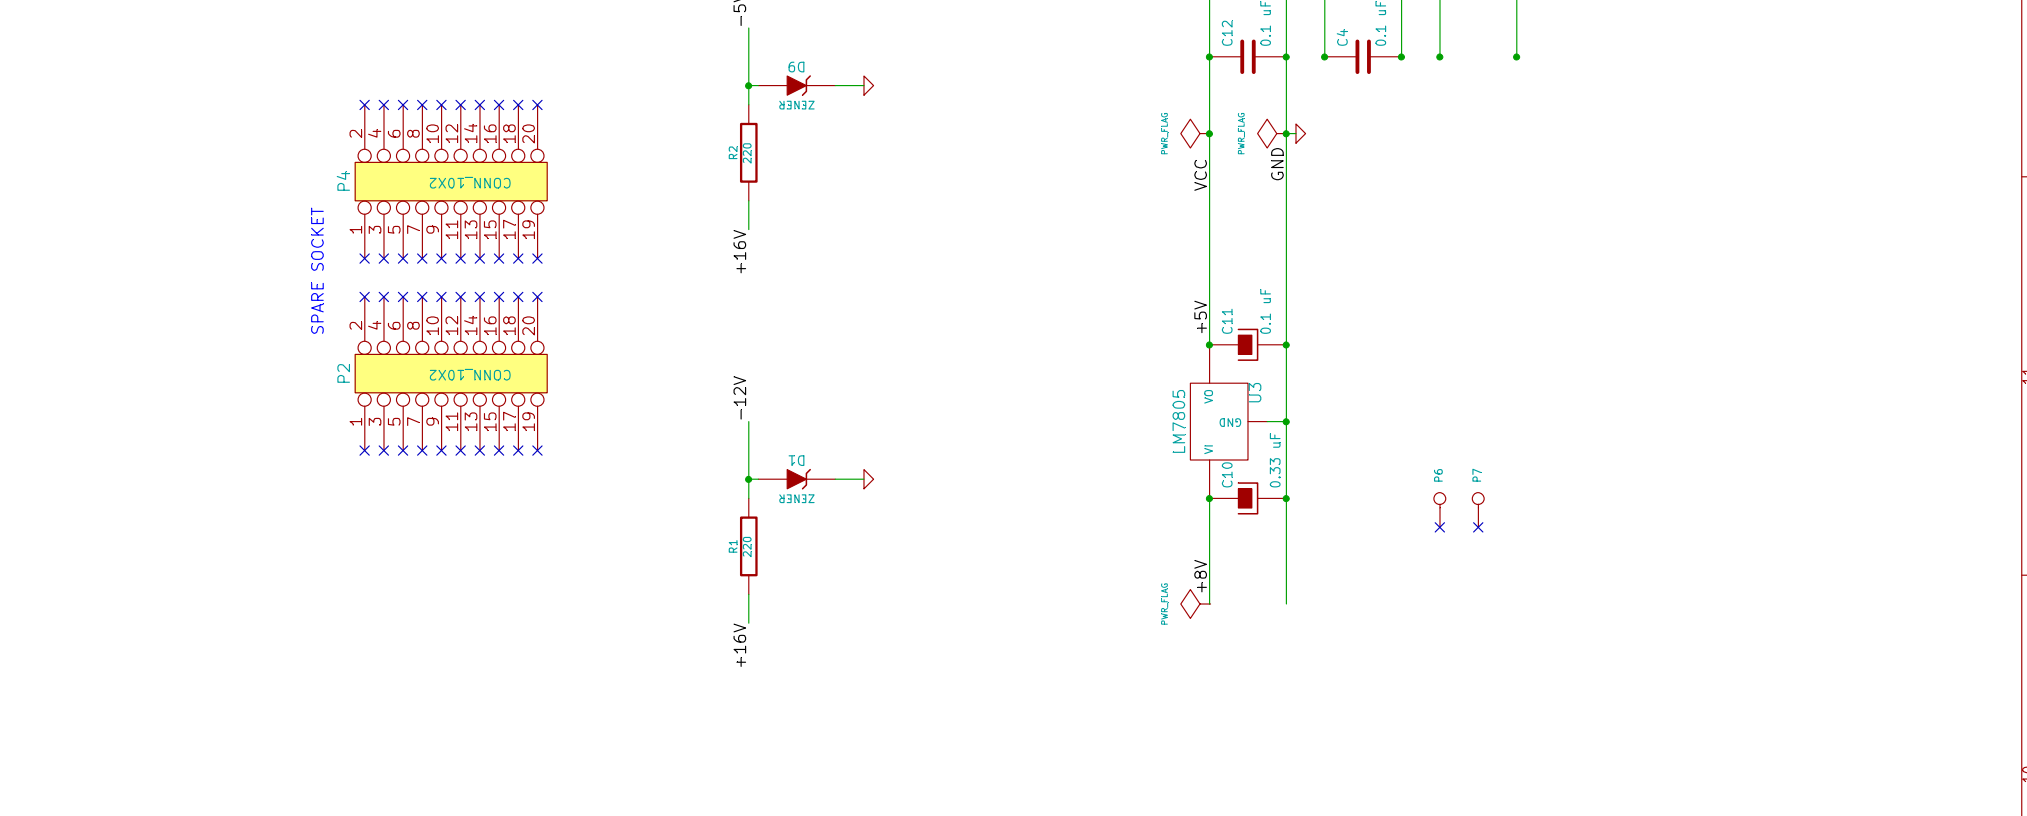 SPARE SOCKET
P4
CONN_10X2
2 4 6 8 10 12 14 16 18 20
1 3 5 7 9 11 13 15 17 19
P2
CONN_10X2
2 4 6 8 10 12 14 16 18 20
1 3 5 7 9 11 13 15 17 19
-5V
D9
ZENER
R2
220
+16V
-12V
D1
ZENER
R1
220
+16V
C12
0.1 uF
C4
0.1 uF
PWR_FLAG
PWR_FLAG
VCC
GND
+5V
C11
0.1 uF
LM7805
U3
VO
GND
VI
C10
0.33 uF
+8V
PWR_FLAG
P6
P7